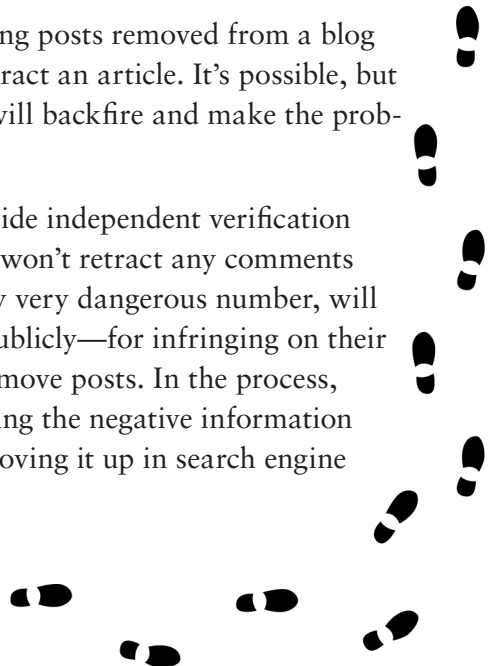 ng posts removed from a blog
ract an article. It’s possible, but
will backfire and make the prob-
ide independent verification
won’t retract any comments
y very dangerous number, will
ublicly—for infringing on their
move posts. In the process,
ing the negative information
oving it up in search engine